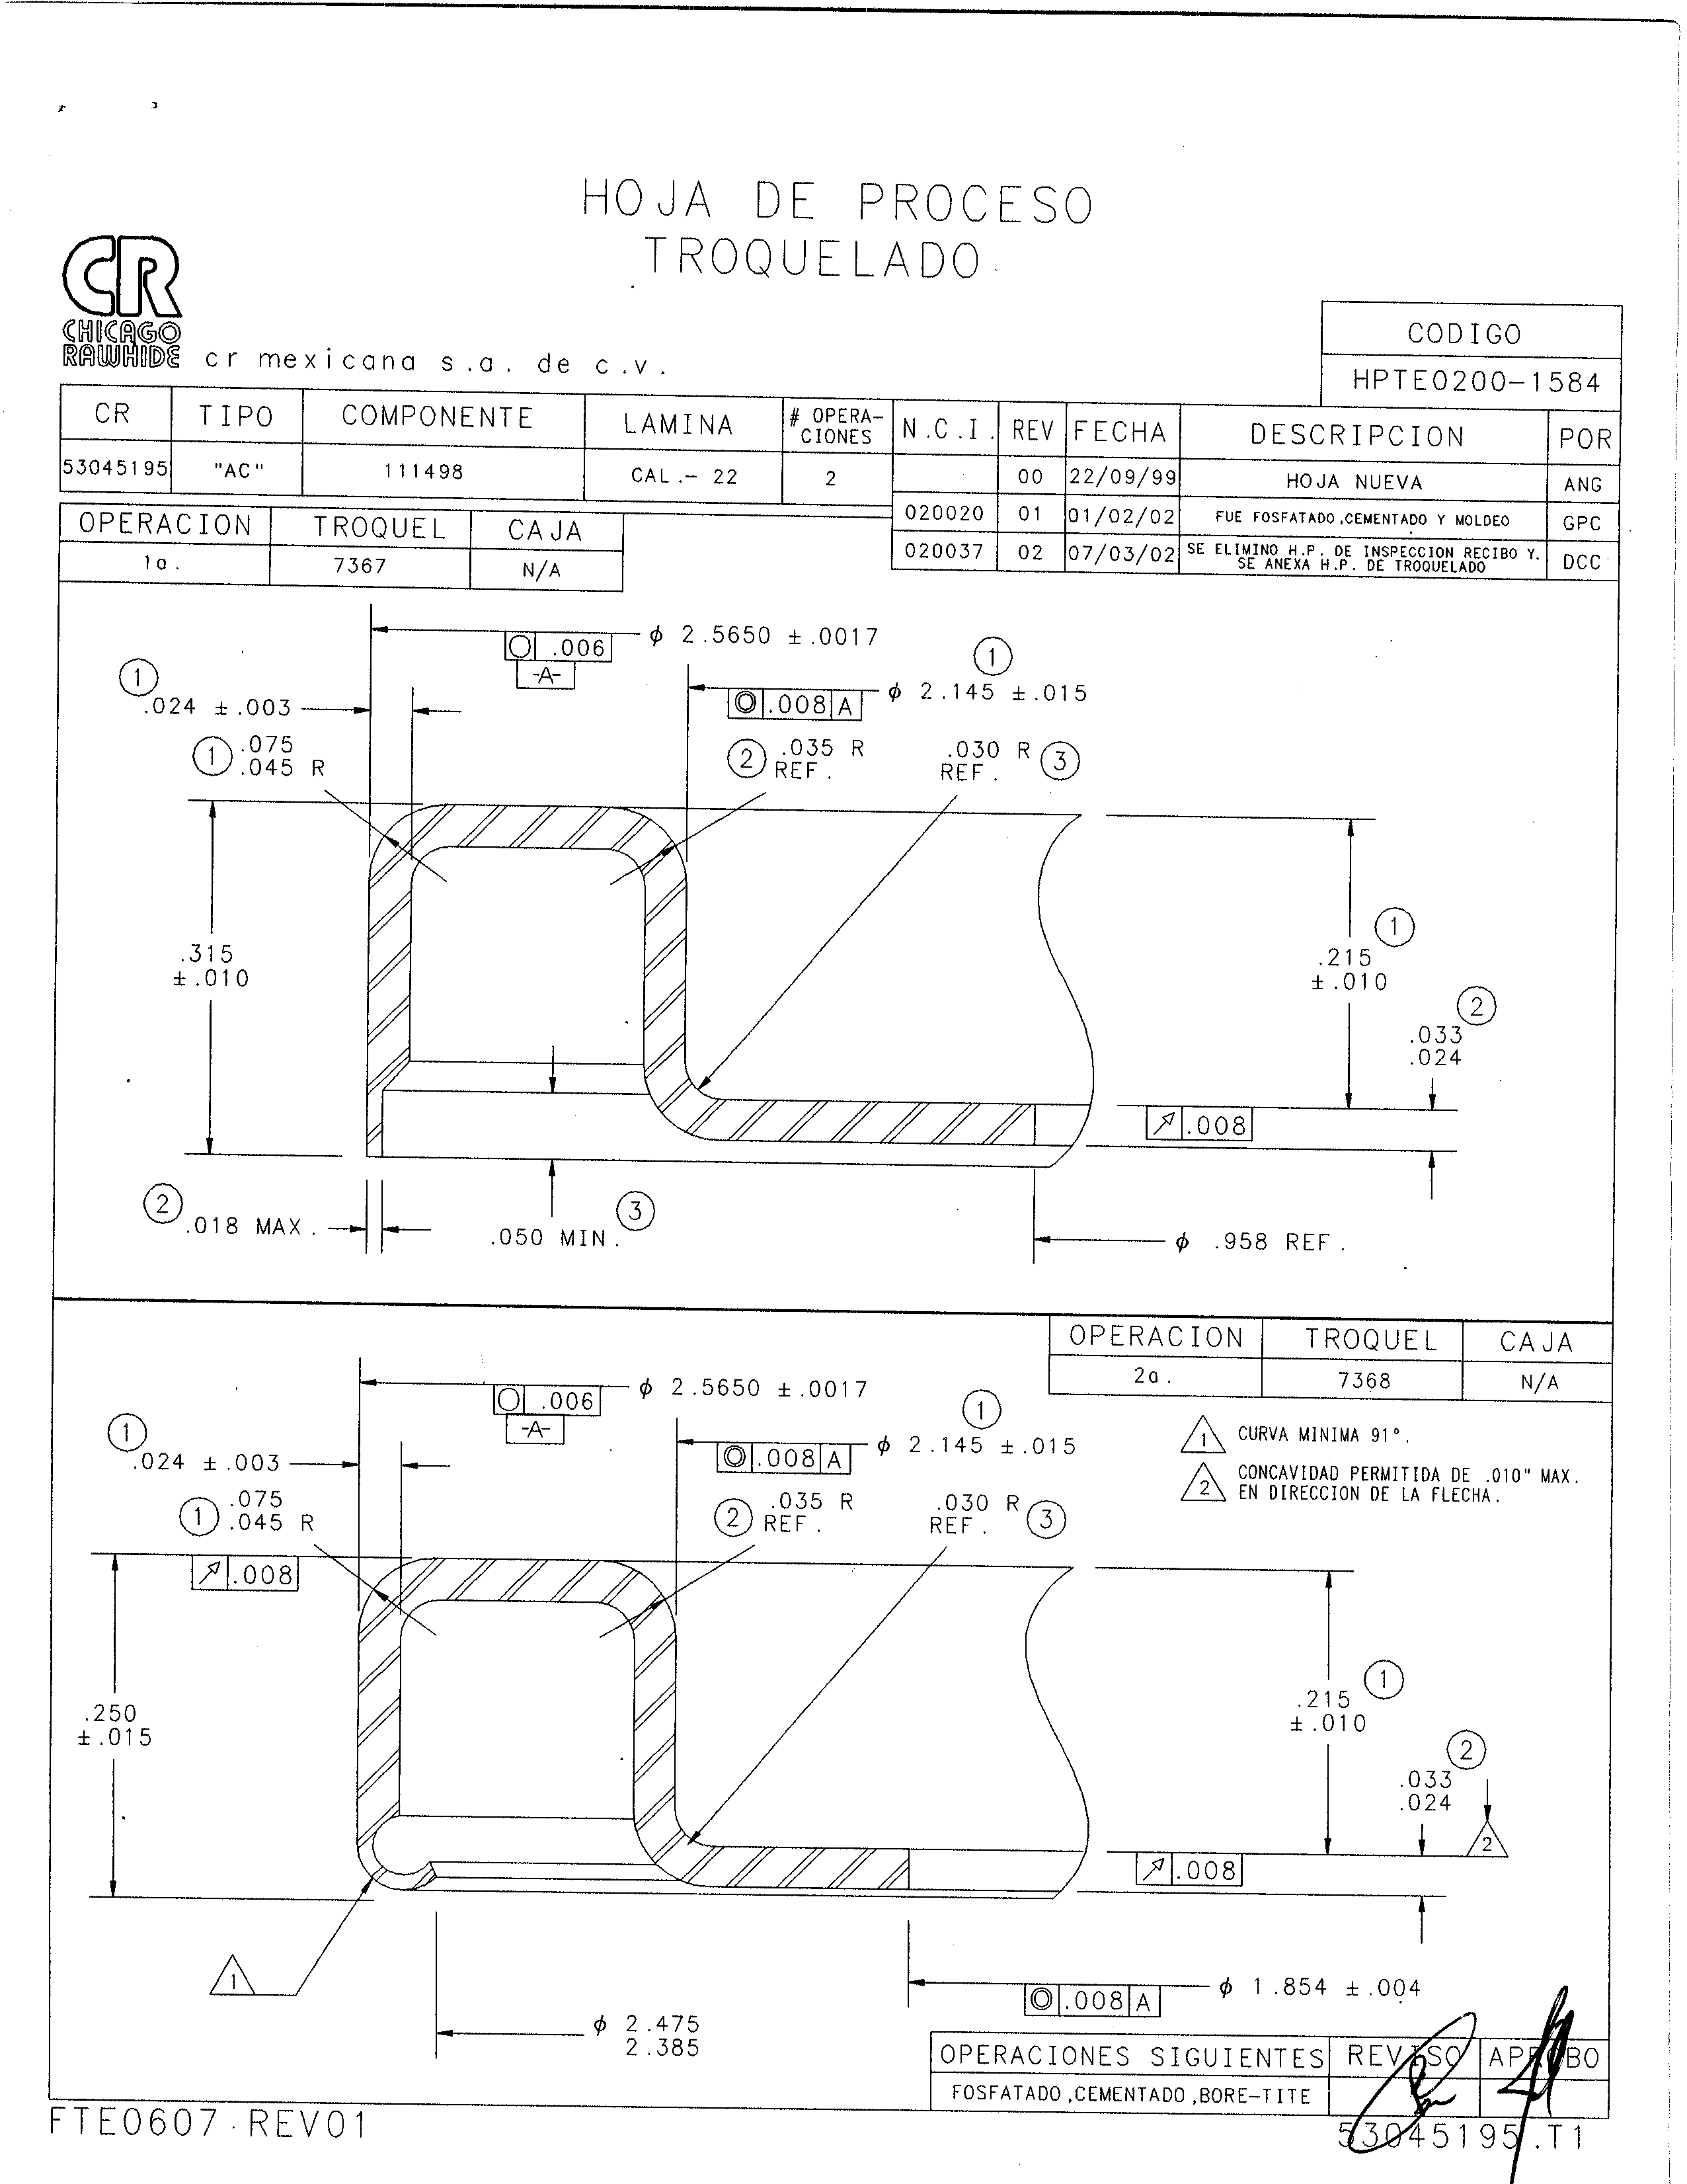 HOJA DE PROCESO
TROQUELADO
CR
CHICAGO
RAWHIDE
cr mexicana s.a. de c.v.
CODIGO
HPTE0200-1584
CR TIPO COMPONENTE LAMINA # OPERA-CIONES N.C.I. REV FECHA DESCRIPCION POR
53045195 "AC" 111498 CAL.- 22 2 00 22/09/99 HOJA NUEVA ANG
020020 01 01/02/02 FUE FOSFATADO,CEMENTADO Y MOLDEO GPC
020037 02 07/03/02 SE ELIMINO H.P. DE INSPECCION RECIBO Y.
SE ANEXA H.P. DE TROQUELADO DCC
OPERACION TROQUEL CAJA
1a. 7367 N/A
φ 2.5650 ±.0017
.006
-A-
1
φ 2.145 ±.015
.008 A
1
.024 ±.003
1 .075
.045 R
2 .035 R
REF.
.030 R 3
REF.
.315
±.010
1
.215
±.010
2
.033
.024
.008
2 .018 MAX.
.050 MIN. 3
φ .958 REF.
OPERACION TROQUEL CAJA
2a. 7368 N/A
φ 2.5650 ±.0017
.006
-A-
1
φ 2.145 ±.015
.008 A
1 CURVA MINIMA 91°.
2 CONCAVIDAD PERMITIDA DE .010" MAX.
EN DIRECCION DE LA FLECHA.
1
.024 ±.003
1 .075
.045 R
2 .035 R
REF.
.030 R 3
REF.
.008
.250
±.015
1
.215
±.010
2
.033
.024
2
.008
1
φ 1.854 ±.004
.008 A
φ 2.475
2.385
OPERACIONES SIGUIENTES REVISO APROBO
FOSFATADO,CEMENTADO,BORE-TITE
FTE0607 REV01
53045195.T1